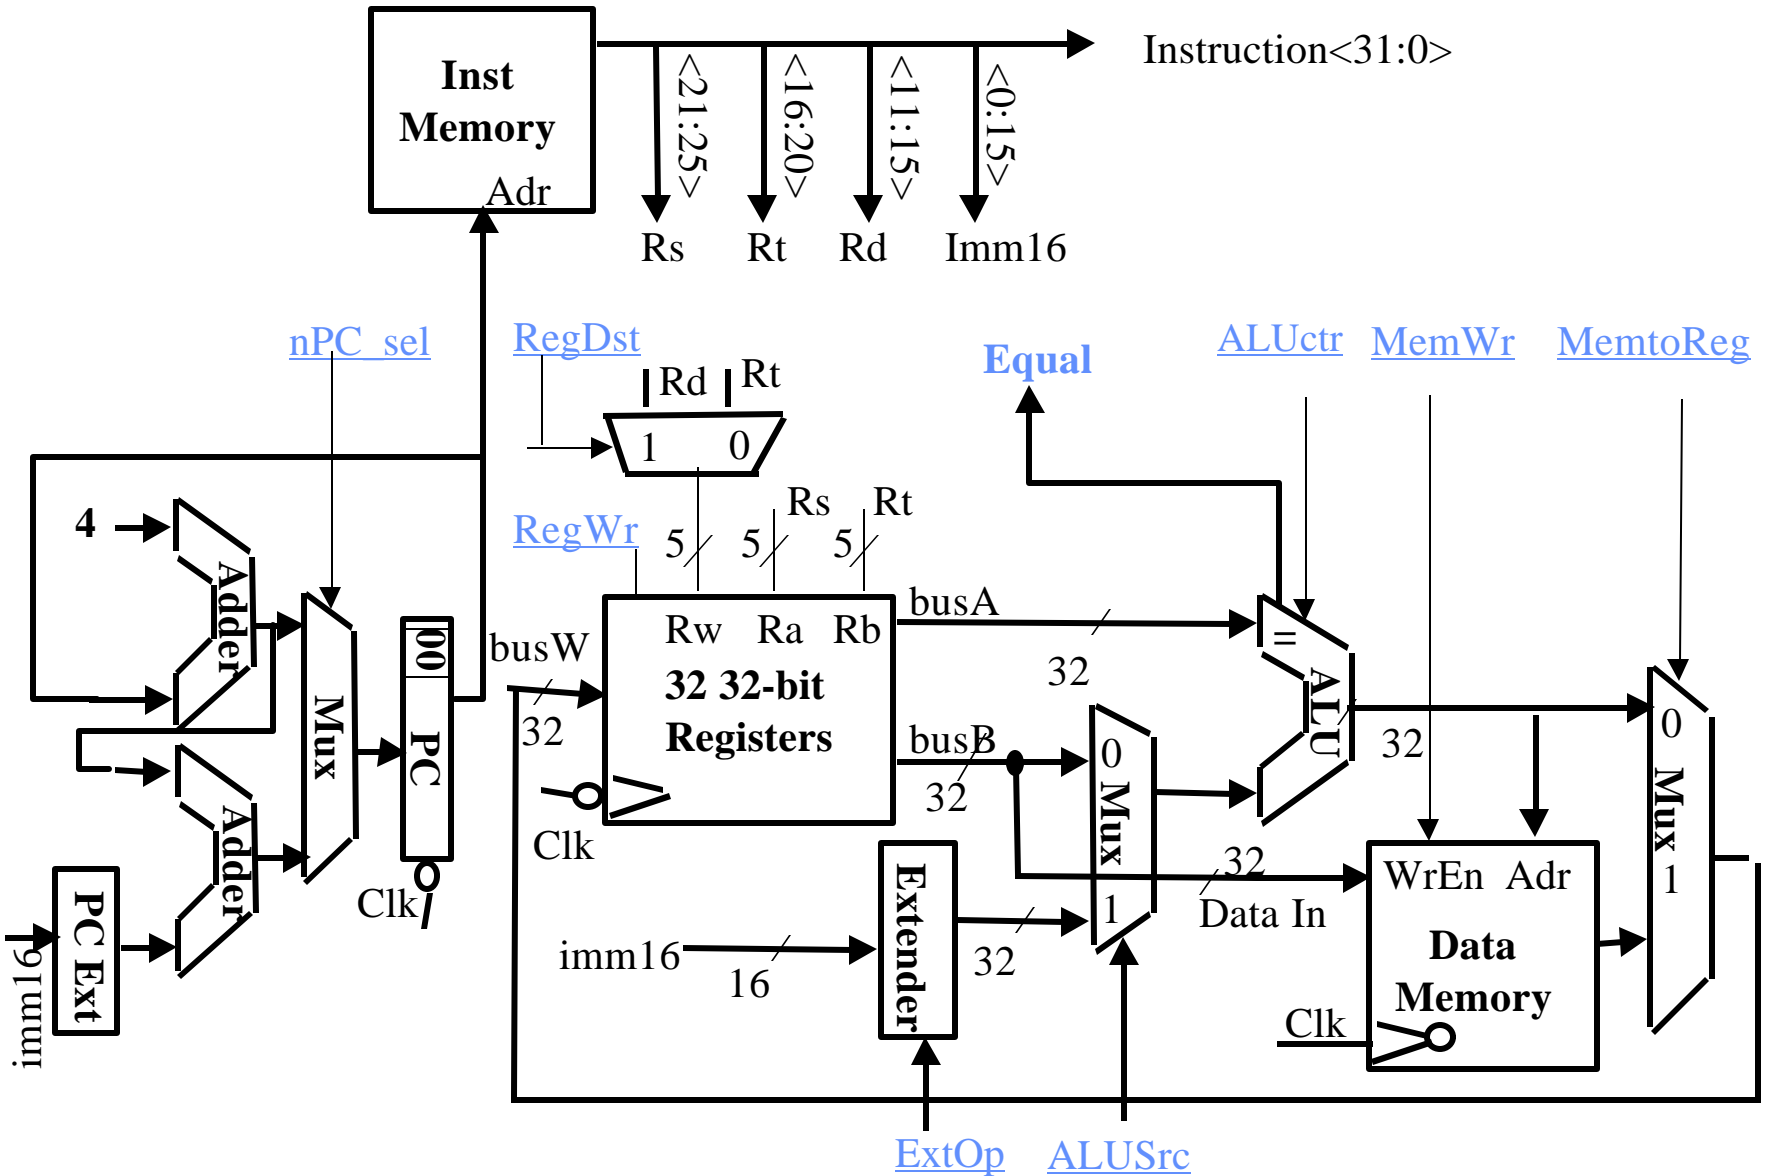 Inst
Memory
Adr
Instruction<31:0>
<21:25>
<16:20>
<11:15>
<0:15>
Rs
Rt
Rd
Imm16
nPC_sel
RegDst
Rd
Rt
1
0
Equal
ALUctr
MemWr
MemtoReg
4
Adder
Adder
Mux
00
PC
Clk
PC Ext
imm16
RegWr
5
5
5
Rs
Rt
busW
32
Rw
Ra
Rb
32 32-bit
Registers
Clk
busA
32
busB
32
0
Mux
1
=
ALU
32
imm16
16
Extender
32
32
Data In
WrEn
Adr
Data
Memory
Clk
0
Mux
1
ExtOp
ALUSrc